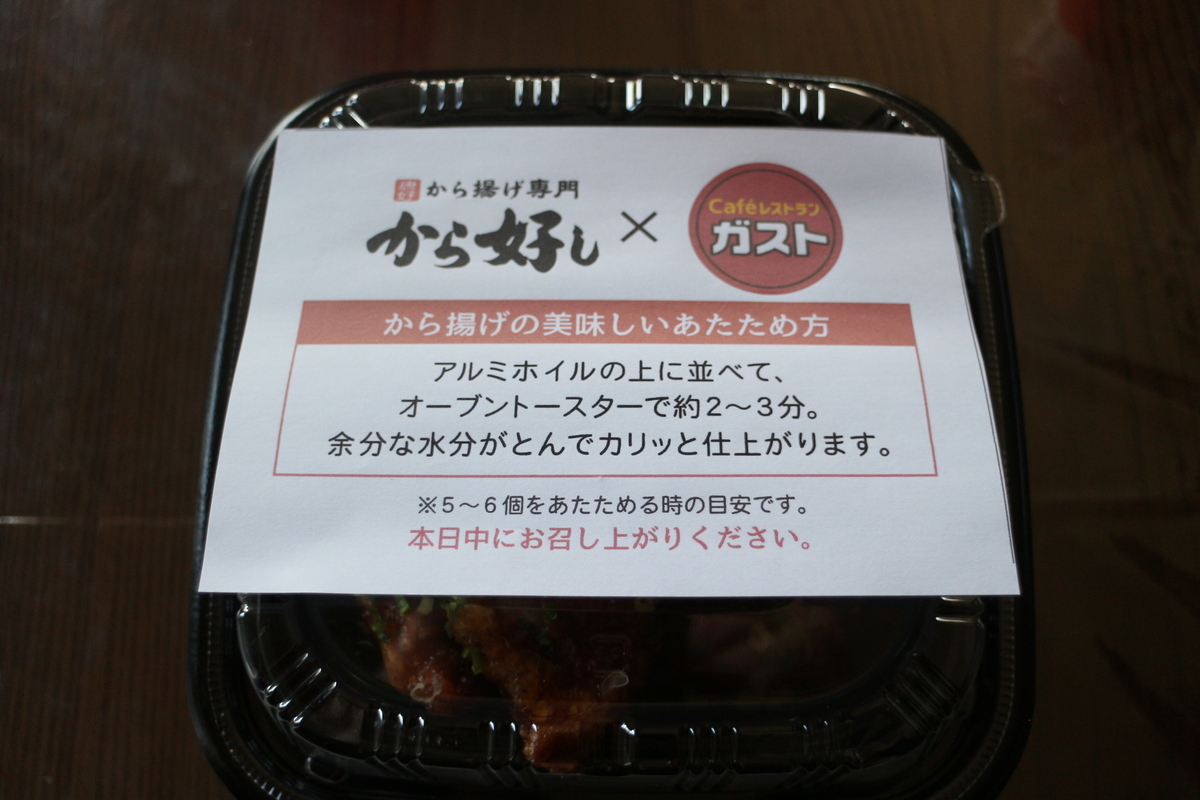 から揚げ専門
から好し
×
Caféレストラン
ガスト
から揚げの美味しいあたため方
アルミホイルの上に並べて、
オーブントースターで約2～3分。
余分な水分がとんでカリッと仕上がります。
※5～6個をあたためる時の目安です。
本日中にお召し上がりください。